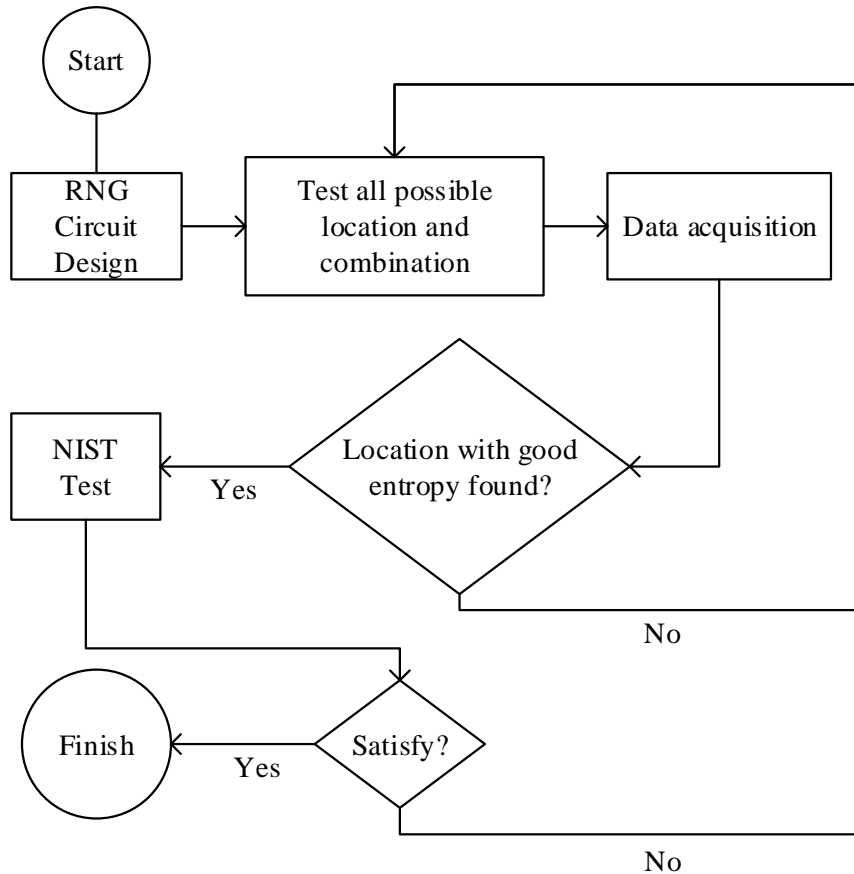 Start
RNG
Circuit
Design
Test all possible
location and
combination
Data acquisition
Location with good
entropy found?
Yes
NIST
Test
No
Satisfy?
Yes
Finish
No